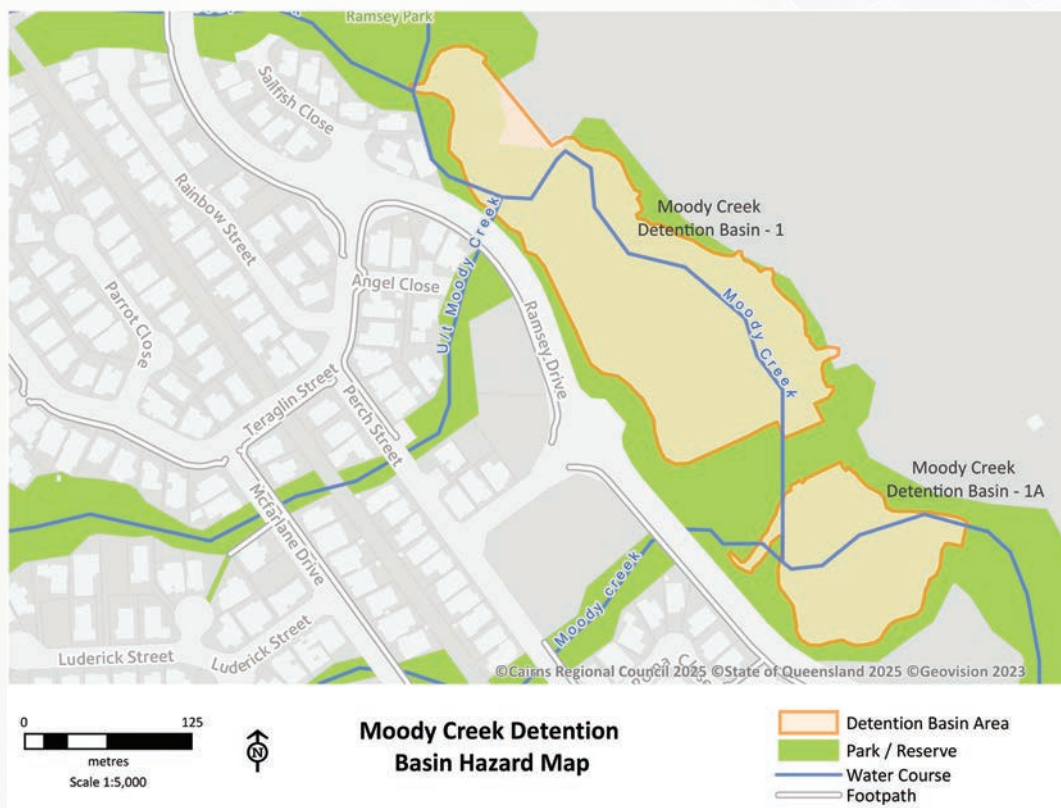 Ramsey Park
Sailfish Close
Rainbow Street
Parrot Close
Angel Close
U/t Moody Creek
Ramsey Drive
Moody Creek
Detention Basin - 1
Moody Creek
Teraglin Street
Perch Street
Mcfarlane Drive
Moody Creek
Detention Basin - 1A
Moody creek
Luderick Street
Luderick Street
©Cairns Regional Council 2025 ©State of Queensland 2025 ©Geovision 2023
0 125
metres
Scale 1:5,000
N
Moody Creek Detention
Basin Hazard Map
Detention Basin Area
Park / Reserve
Water Course
Footpath